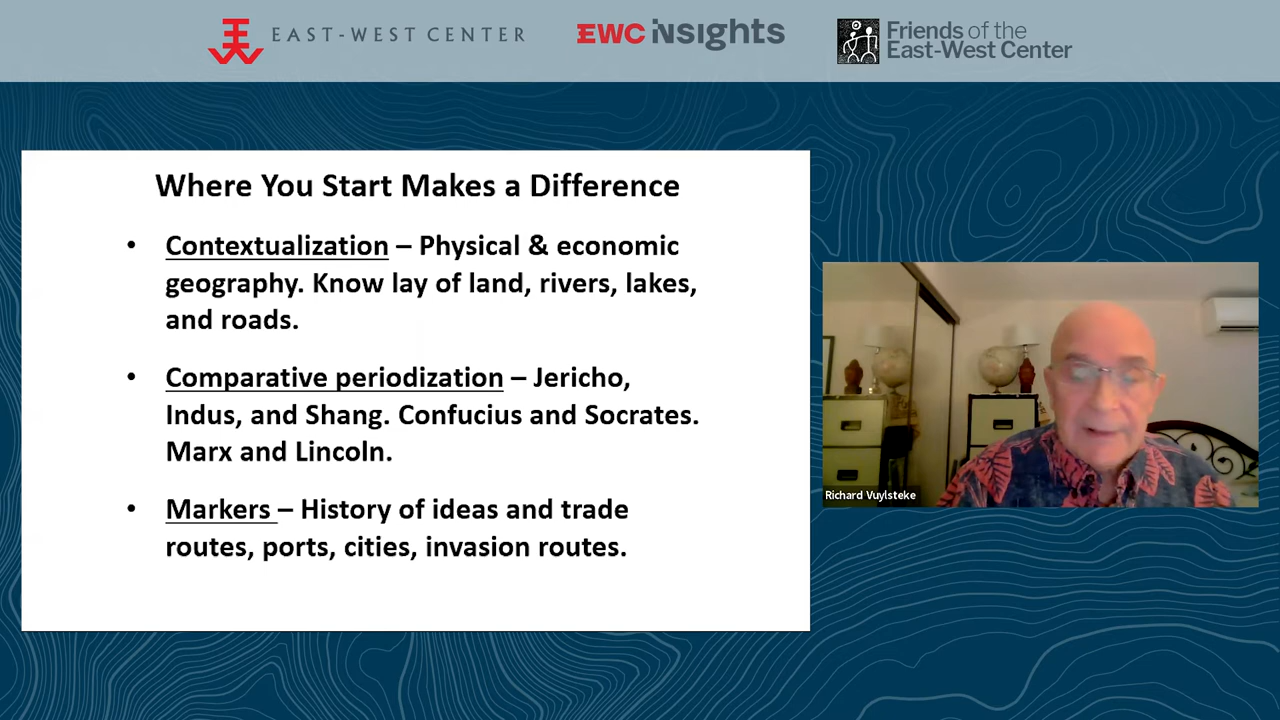 EAST-WEST CENTER
EWC iNsigHts
Friends of the
East-West Center
Where You Start Makes a Difference
• Contextualization – Physical & economic
geography. Know lay of land, rivers, lakes,
and roads.
• Comparative periodization – Jericho,
Indus, and Shang. Confucius and Socrates.
Marx and Lincoln.
• Markers – History of ideas and trade
routes, ports, cities, invasion routes.
Richard Vuylsteke